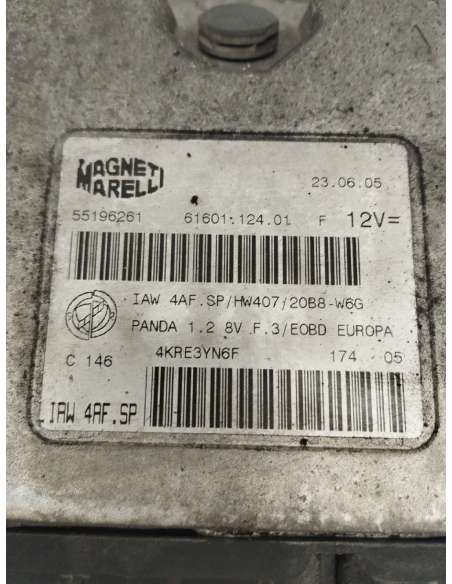 MAGNETI
MARELLI
23.06.05
55196261 61601.124.01 F 12V=
IAW 4AF.SP/HW407/20B8-W6G
PANDA 1.2 8V F.3/EOBD EUROPA
C 146 4KRE3YN6F 174 05
IAW 4AF.SP